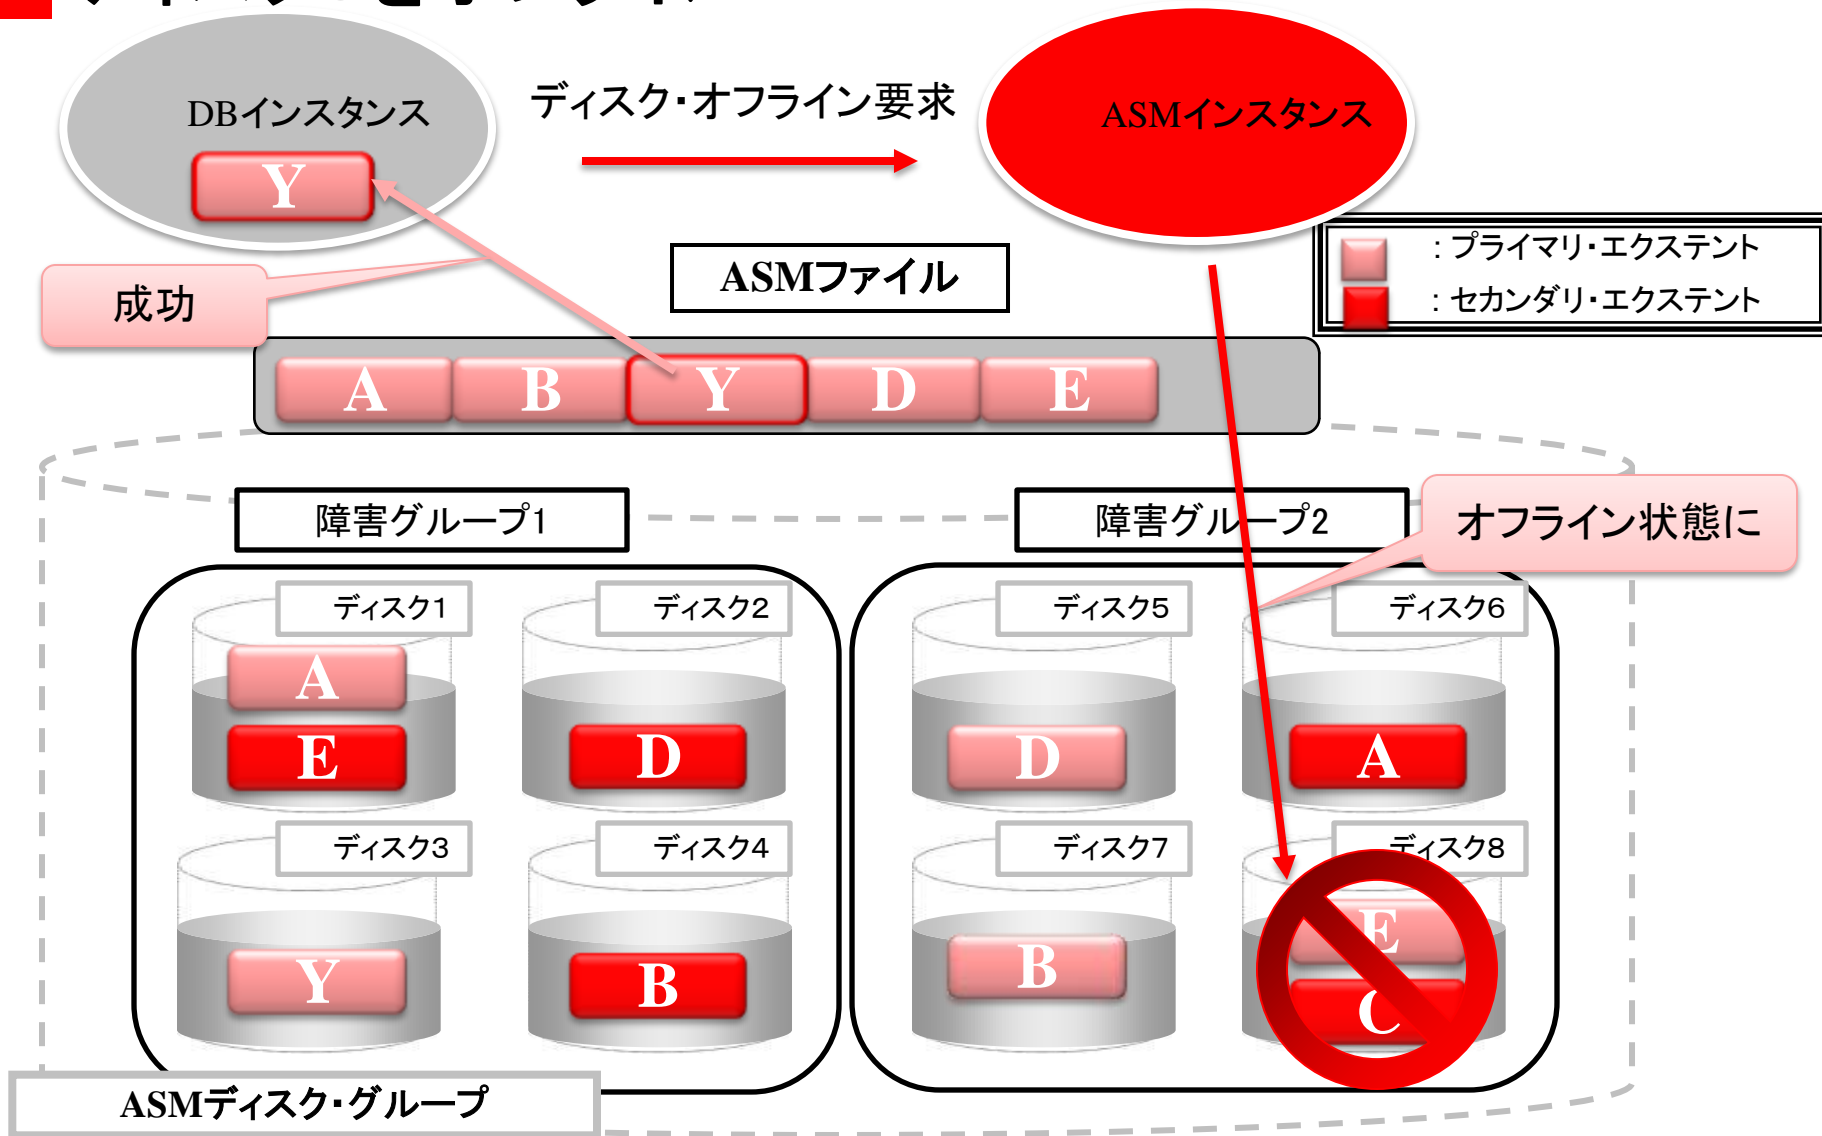 DBインスタンス
Y
ディスク・オフライン要求
ASMインスタンス
成功
ASMファイル
: プライマリ・エクステント
: セカンダリ・エクステント
A B Y D E
障害グループ1
障害グループ2
オフライン状態に
ディスク1
ディスク2
ディスク5
ディスク6
A
E
D
D
A
ディスク3
ディスク4
ディスク7
ディスク8
Y
B
B
E
C
ASMディスク・グループ